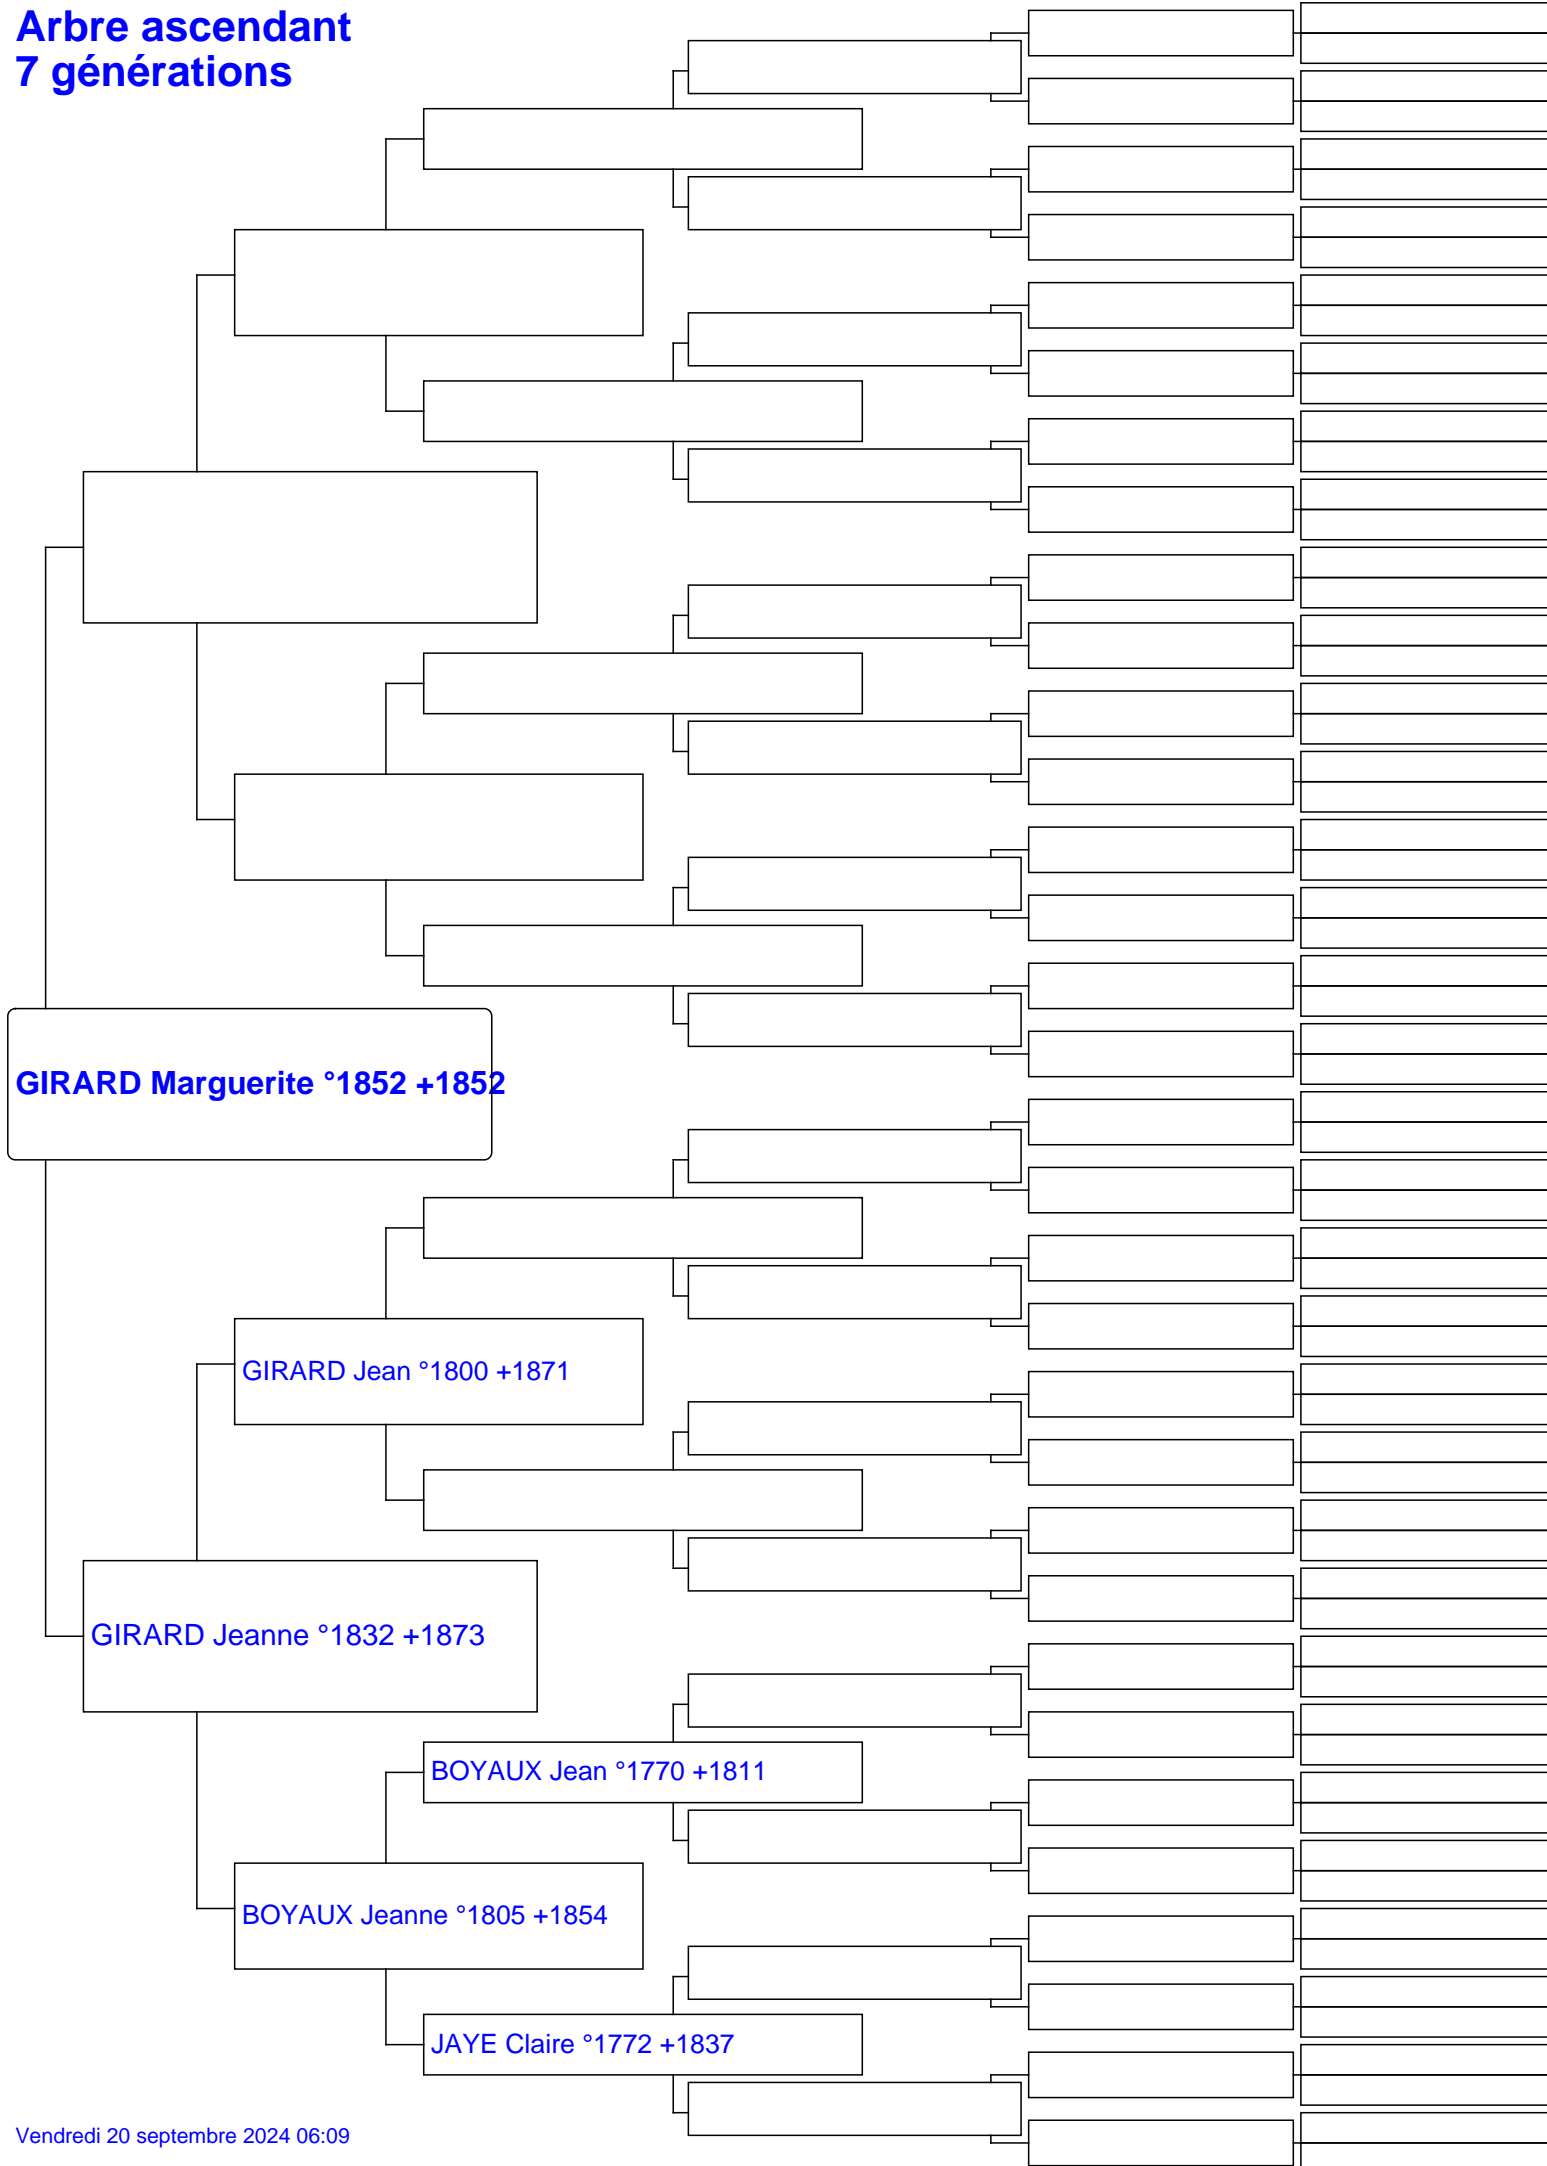 Arbre ascendant
7 générations
GIRARD Marguerite °1852 +1852
GIRARD Jean °1800 +1871
GIRARD Jeanne °1832 +1873
BOYAUX Jean °1770 +1811
BOYAUX Jeanne °1805 +1854
JAYE Claire °1772 +1837
Vendredi 20 septembre 2024 06:09